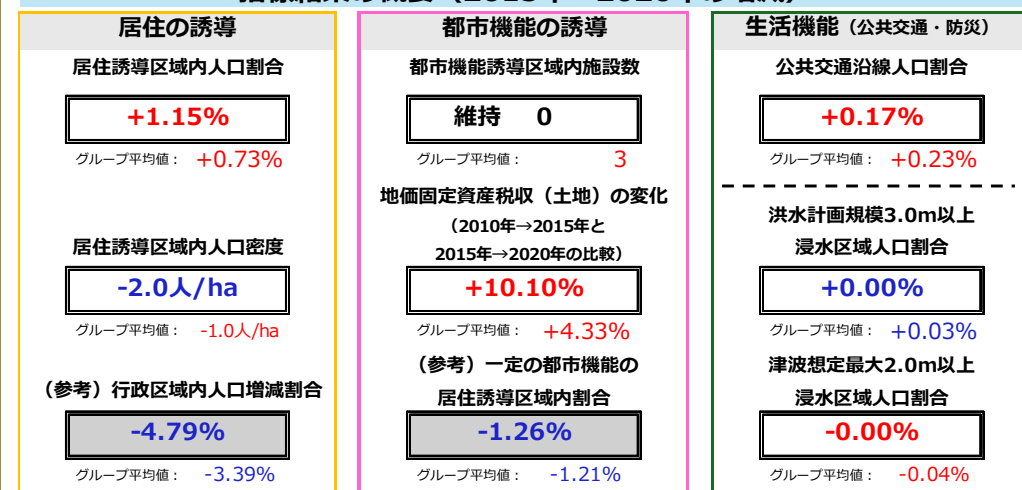 居住の誘導
居住誘導区域内人口割合
+1.15%
グループ平均値： +0.73%
居住誘導区域内人口密度
-2.0人/ha
グループ平均値： -1.0人/ha
（参考）行政区域内人口増減割合
-4.79%
グループ平均値： -3.39%
都市機能の誘導
都市機能誘導区域内施設数
維持 0
グループ平均値： 3
地価固定資産税収（土地）の変化
（2010年→2015年と
2015年→2020年の比較）
+10.10%
グループ平均値： +4.33%
（参考）一定の都市機能の
居住誘導区域内割合
-1.26%
グループ平均値： -1.21%
生活機能（公共交通・防災）
公共交通沿線人口割合
+0.17%
グループ平均値： +0.23%
洪水計画規模3.0m以上
浸水区域人口割合
+0.00%
グループ平均値： +0.03%
津波想定最大2.0m以上
浸水区域人口割合
-0.00%
グループ平均値： -0.04%